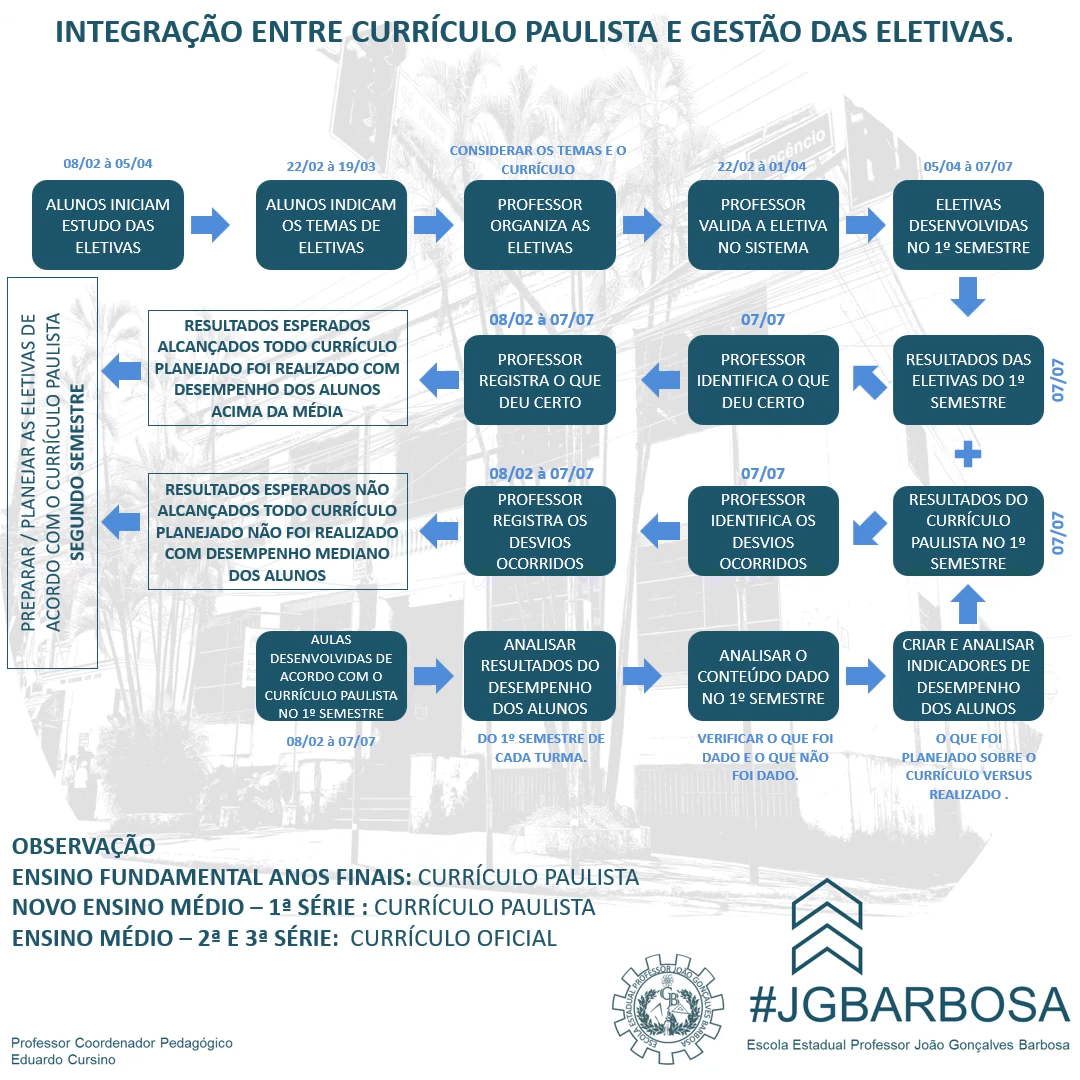 INTEGRAÇÃO ENTRE CURRÍCULO PAULISTA E GESTÃO DAS ELETIVAS.
08/02 à 05/04
ALUNOS INICIAM
ESTUDO DAS
ELETIVAS
22/02 à 19/03
ALUNOS INDICAM
OS TEMAS DE
ELETIVAS
CONSIDERAR OS TEMAS E O
CURRÍCULO
PROFESSOR
ORGANIZA AS
ELETIVAS
22/02 à 01/04
PROFESSOR
VALIDA A ELETIVA
NO SISTEMA
05/04 à 07/07
ELETIVAS
DESENVOLVIDAS
NO 1º SEMESTRE
RESULTADOS DAS
ELETIVAS DO 1º
SEMESTRE
07/07
07/07
PROFESSOR
IDENTIFICA O QUE
DEU CERTO
08/02 à 07/07
PROFESSOR
REGISTRA O QUE
DEU CERTO
RESULTADOS ESPERADOS
ALCANÇADOS TODO CURRÍCULO
PLANEJADO FOI REALIZADO COM
DESEMPENHO DOS ALUNOS
ACIMA DA MÉDIA
PREPARAR / PLANEJAR AS ELETIVAS DE
ACORDO COM O CURRÍCULO PAULISTA
SEGUNDO SEMESTRE
RESULTADOS DO
CURRÍCULO
PAULISTA NO 1º
SEMESTRE
07/07
07/07
PROFESSOR
IDENTIFICA OS
DESVIOS
OCORRIDOS
08/02 à 07/07
PROFESSOR
REGISTRA OS
DESVIOS
OCORRIDOS
RESULTADOS ESPERADOS NÃO
ALCANÇADOS TODO CURRÍCULO
PLANEJADO NÃO FOI REALIZADO
COM DESEMPENHO MEDIANO
DOS ALUNOS
AULAS
DESENVOLVIDAS DE
ACORDO COM O
CURRÍCULO PAULISTA
NO 1º SEMESTRE
08/02 à 07/07
ANALISAR
RESULTADOS DO
DESEMPENHO
DOS ALUNOS
DO 1º SEMESTRE DE
CADA TURMA.
ANALISAR O
CONTEÚDO DADO
NO 1º SEMESTRE
VERIFICAR O QUE FOI
DADO E O QUE NÃO
FOI DADO.
CRIAR E ANALISAR
INDICADORES DE
DESEMPENHO
DOS ALUNOS
O QUE FOI
PLANEJADO SOBRE O
CURRÍCULO VERSUS
REALIZADO .
OBSERVAÇÃO
ENSINO FUNDAMENTAL ANOS FINAIS: CURRÍCULO PAULISTA
NOVO ENSINO MÉDIO – 1ª SÉRIE : CURRÍCULO PAULISTA
ENSINO MÉDIO – 2ª E 3ª SÉRIE: CURRÍCULO OFICIAL
ESCOLA ESTADUAL PROFESSOR JOÃO GONÇALVES BARBOSA
#JGBARBOSA
Escola Estadual Professor João Gonçalves Barbosa
Professor Coordenador Pedagógico
Eduardo Cursino